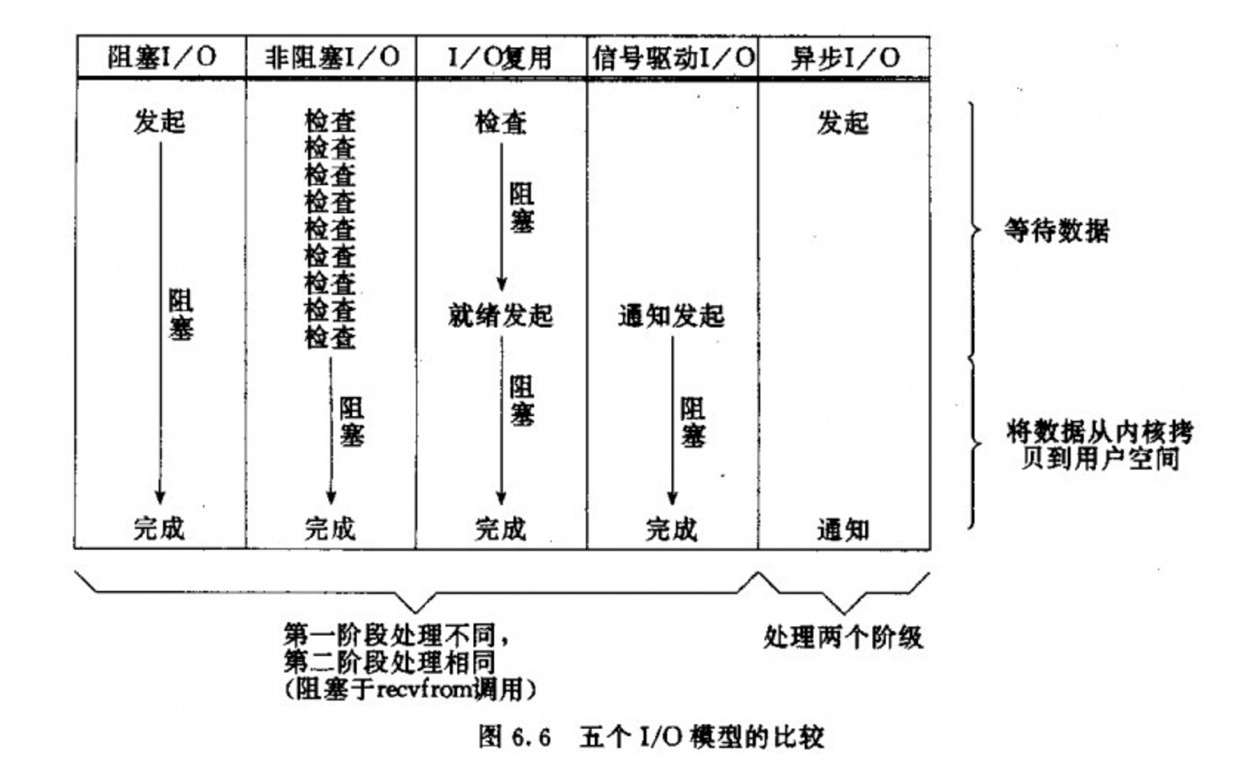 阻塞I/O 非阻塞I/O I/O复用 信号驱动I/O 异步I/O
发起 检查 检查 发起
检查
检查
检查
检查
检查
检查
检查
检查
阻塞
阻塞
等待数据
就绪发起 通知发起
阻塞
阻塞
阻塞
将数据从内核拷
贝到用户空间
完成 完成 完成 完成 通知
第一阶段处理不同,
第二阶段处理相同
(阻塞于recvfrom调用)
处理两个阶级
图 6.6 五个 I/O 模型的比较